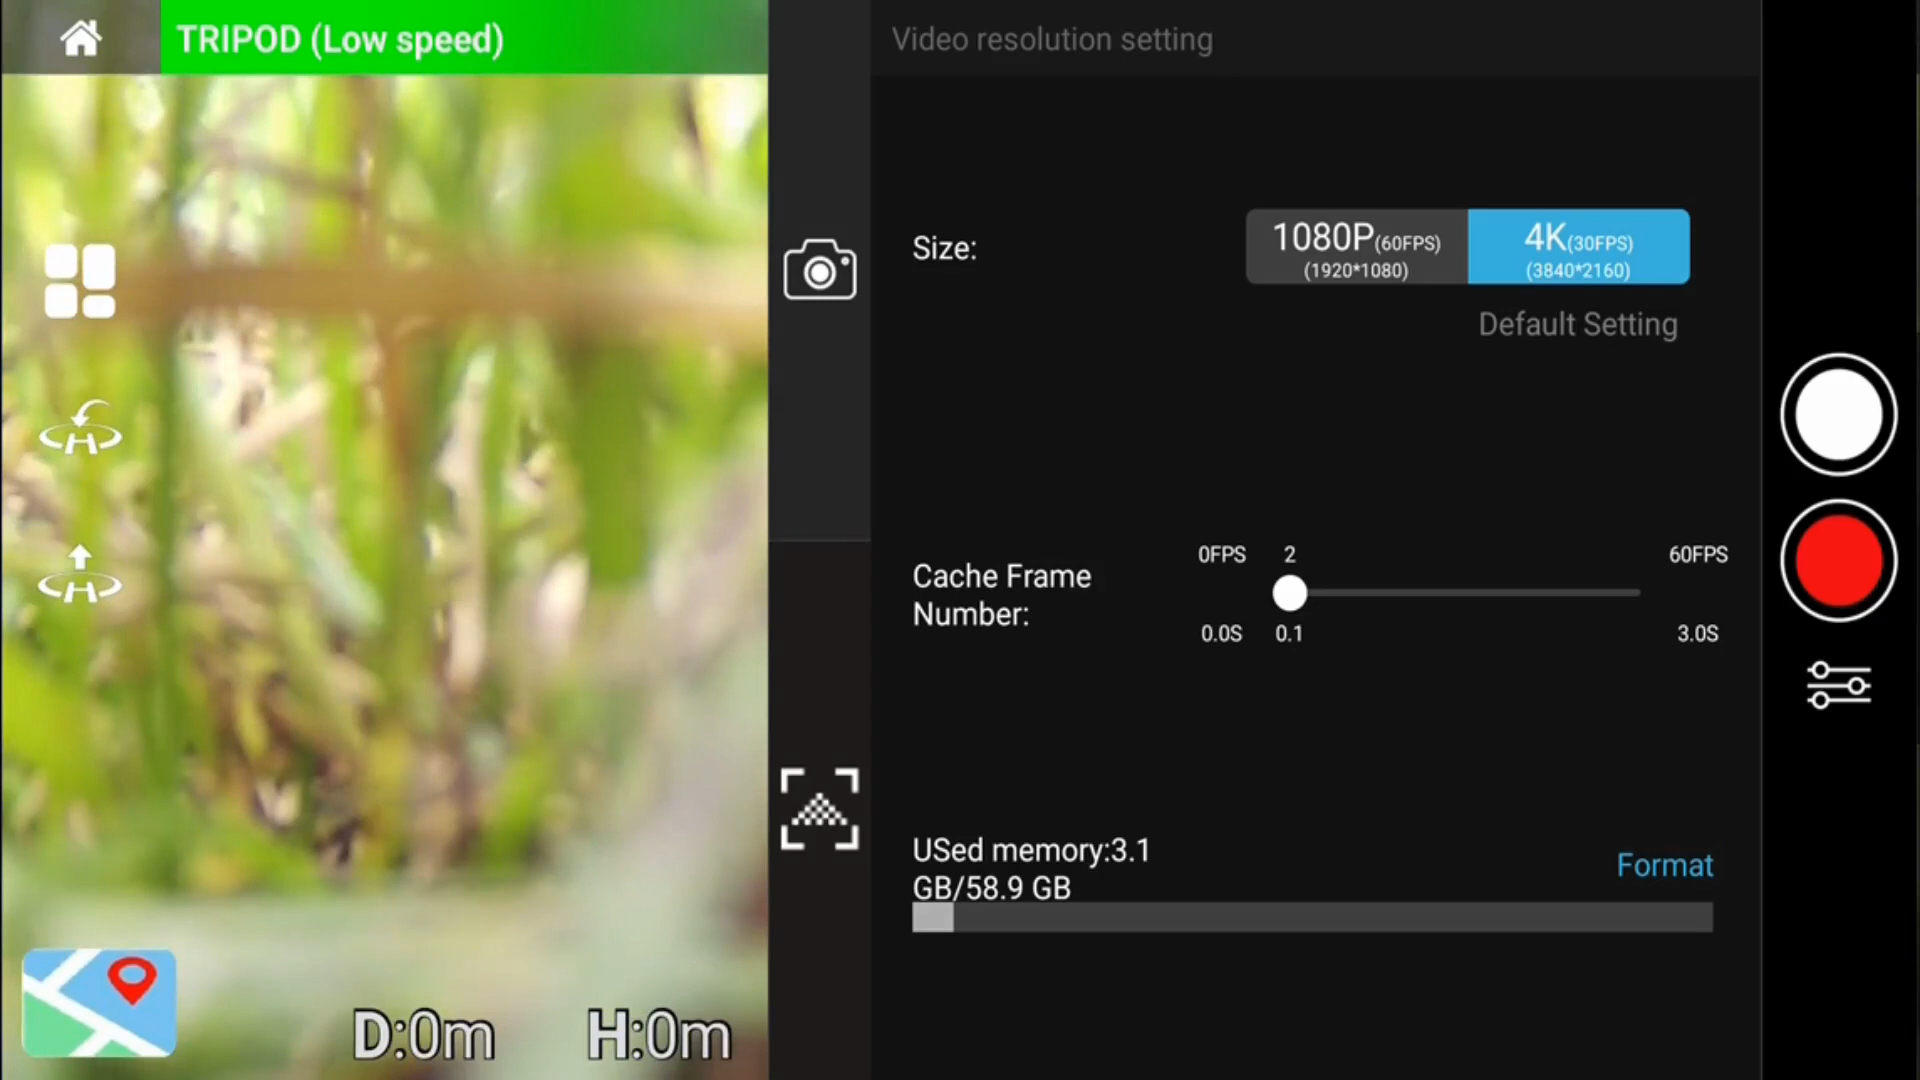 TRIPOD (Low speed)
Video resolution setting
Size:
1080P(60FPS)
(1920*1080)
4K(30FPS)
(3840*2160)
Default Setting
Cache Frame
Number:
0FPS 2 60FPS
0.0S 0.1 3.0S
USed memory:3.1
GB/58.9 GB
Format
D:0m H:0m